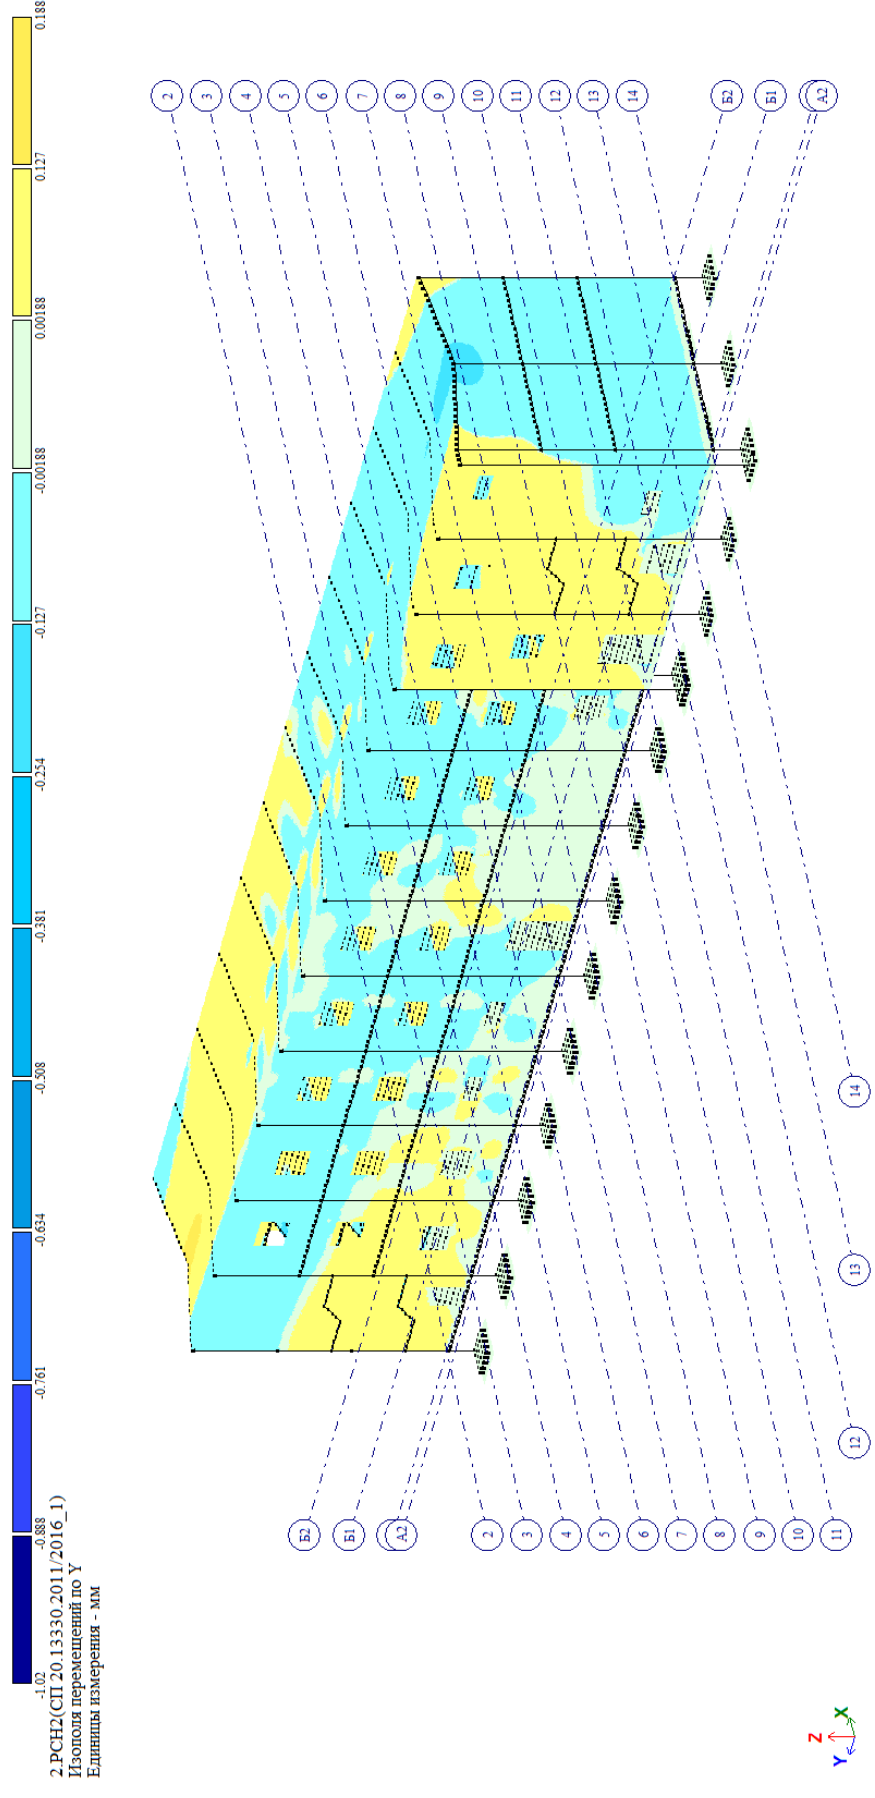 -1.02 -0.888 -0.761 -0.634 -0.508 -0.381 -0.254 -0.127 -0.00188 0.00188 0.127 0.188
2.РСН2(СП 20.13330.2011/2016_1)
Изополя перемещений по Y
Единицы измерения - мм
2
3
4
5
6
7
8
9
10
11
12
13
14
Б2
Б1
А2
Б2
Б1
А2
2
3
4
5
6
7
8
9
10
11
12
13
14
Z
Y
X